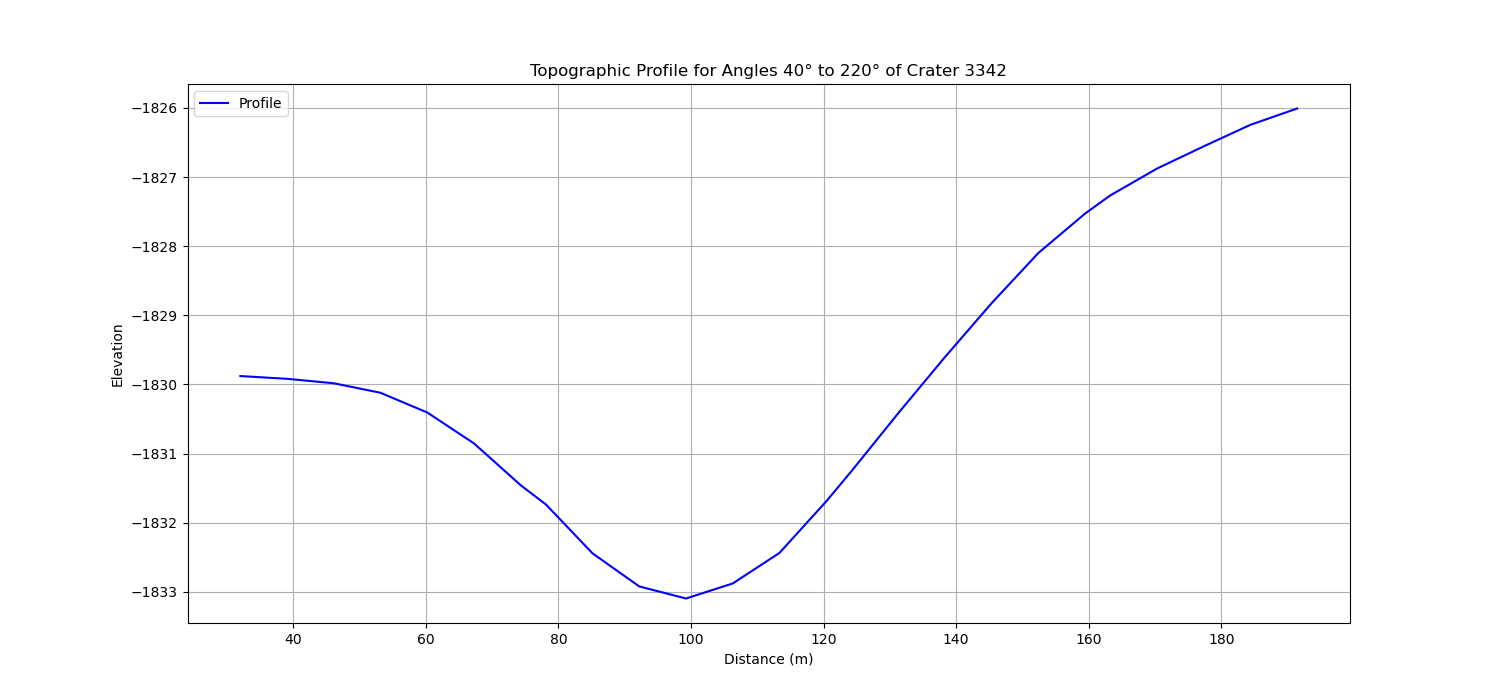 Topographic Profile for Angles 40° to 220° of Crater 3342
Profile
−1826
−1827
−1828
−1829
−1830
−1831
−1832
−1833
Elevation
40 60 80 100 120 140 160 180
Distance (m)